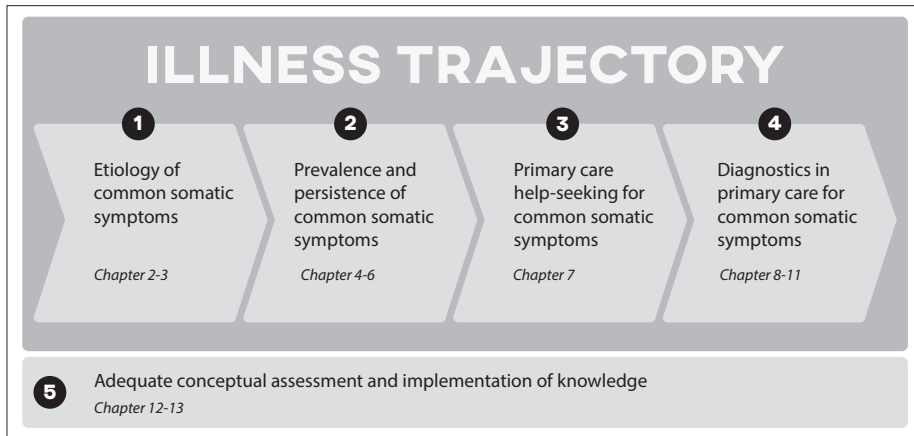 ILLNESS TRAJECTORY
1
Etiology of
common somatic
symptoms
Chapter 2-3
2
Prevalence and
persistence of
common somatic
symptoms
Chapter 4-6
3
Primary care
help-seeking for
common somatic
symptoms
Chapter 7
4
Diagnostics in
primary care for
common somatic
symptoms
Chapter 8-11
5
Adequate conceptual assessment and implementation of knowledge
Chapter 12-13